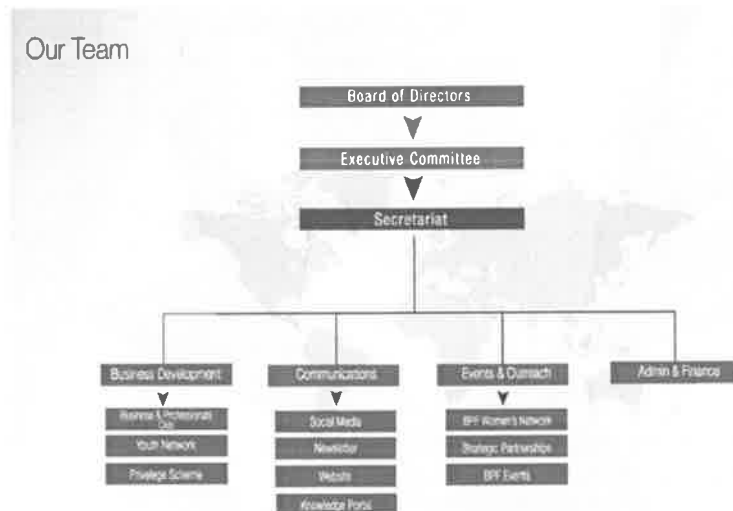 Our Team
Board of Directors
Executive Committee
Secretariat
Business Development
Communications
Events & Outreach
Admin & Finance
Business & Professionals
Youth Network
Privilege Scheme
Social Media
Newsletter
Website
Knowledge Portal
BPF Women's Network
Strategic Partnerships
BPF Events